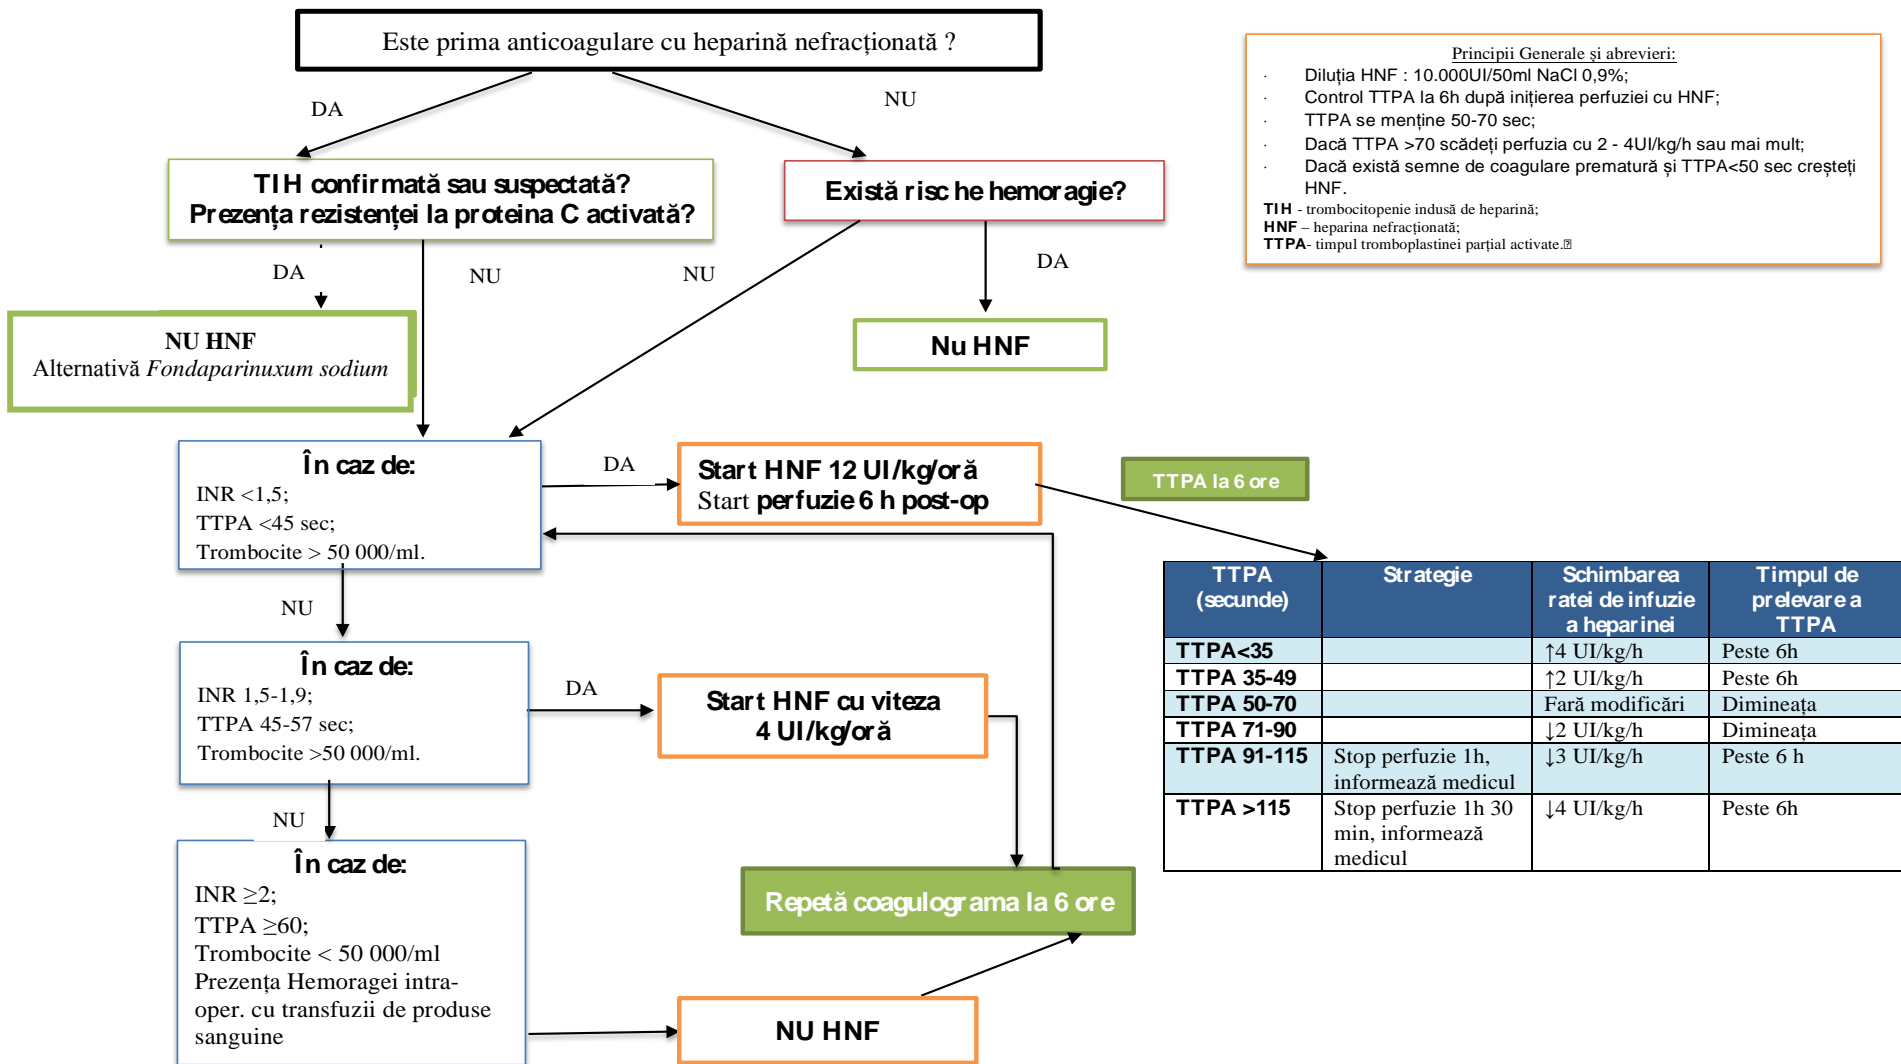 Este prima anticoagulare cu heparină nefracționată ?
DA
NU
Principii Generale și abrevieri:
· Diluția HNF : 10.000UI/50ml NaCl 0,9%;
· Control TTPA la 6h după inițierea perfuziei cu HNF;
· TTPA se menține 50-70 sec;
· Dacă TTPA >70 scădeți perfuzia cu 2 - 4UI/kg/h sau mai mult;
· Dacă există semne de coagulare prematură și TTPA<50 sec creșteți
HNF.
TIH - trombocitopenie indusă de heparină;
HNF – heparina nefracționată;
TTPA- timpul tromboplastinei parțial activate.
TIH confirmată sau suspectată?
Prezența rezistenței la proteina C activată?
Există risc he hemoragie?
DA
NU
NU
DA
NU HNF
Alternativă Fondaparinuxum sodium
Nu HNF
În caz de:
INR <1,5;
TTPA <45 sec;
Trombocite > 50 000/ml.
DA
Start HNF 12 UI/kg/oră
Start perfuzie 6 h post-op
TTPA la 6 ore
NU
TTPA (secunde) Strategie Schimbarea ratei de infuzie a heparinei Timpul de prelevare a TTPA
TTPA<35 ↑4 UI/kg/h Peste 6h
TTPA 35-49 ↑2 UI/kg/h Peste 6h
TTPA 50-70 Fară modificări Dimineața
TTPA 71-90 ↓2 UI/kg/h Dimineața
TTPA 91-115 Stop perfuzie 1h, informează medicul ↓3 UI/kg/h Peste 6 h
TTPA >115 Stop perfuzie 1h 30 min, informează medicul ↓4 UI/kg/h Peste 6h
În caz de:
INR 1,5-1,9;
TTPA 45-57 sec;
Trombocite >50 000/ml.
DA
Start HNF cu viteza
4 UI/kg/oră
NU
În caz de:
INR ≥2;
TTPA ≥60;
Trombocite < 50 000/ml
Prezența Hemoragei intra-
oper. cu transfuzii de produse
sanguine
Repetă coagulograma la 6 ore
NU HNF